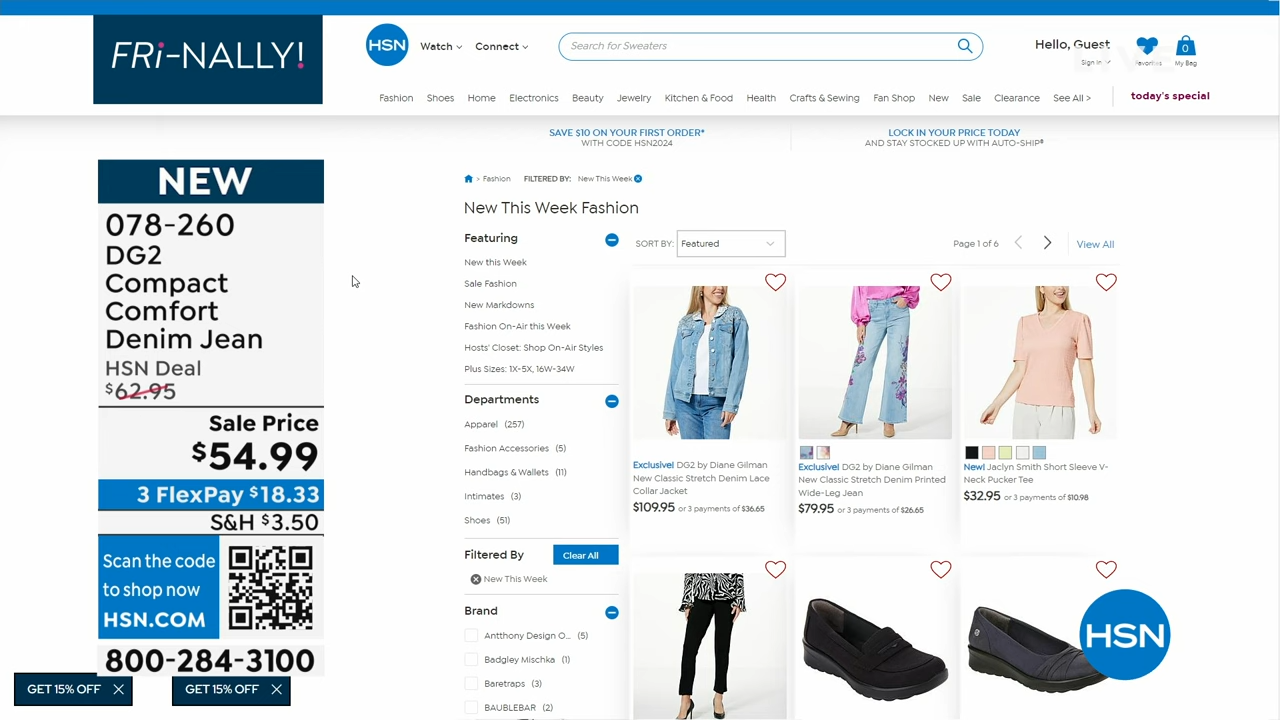 FRi-NALLY!
HSN
Watch
Connect
Search for Sweaters
Hello, Guest
Sign In
Favorites
0
My Bag
Fashion
Shoes
Home
Electronics
Beauty
Jewelry
Kitchen & Food
Health
Crafts & Sewing
Fan Shop
New
Sale
Clearance
See All >
today's special
SAVE $10 ON YOUR FIRST ORDER*
WITH CODE HSN2024
LOCK IN YOUR PRICE TODAY
AND STAY STOCKED UP WITH AUTO-SHIP®
NEW
078-260
DG2
Compact
Comfort
Denim Jean
HSN Deal
$62.95
Sale Price
$54.99
3 FlexPay $18.33
S&H $3.50
Scan the code
to shop now
HSN.COM
800-284-3100
GET 15% OFF
GET 15% OFF
> Fashion
FILTERED BY: New This Week
New This Week Fashion
Featuring
New this Week
Sale Fashion
New Markdowns
Fashion On-Air this Week
Hosts' Closet: Shop On-Air Styles
Plus Sizes: 1X-5X, 16W-34W
Departments
Apparel (257)
Fashion Accessories (5)
Handbags & Wallets (11)
Intimates (3)
Shoes (51)
Filtered By
Clear All
New This Week
Brand
Anthony Design O... (5)
Badgley Mischka (1)
Baretraps (3)
BAUBLEBAR (2)
SORT BY: Featured
Page 1 of 6
View All
Exclusive! DG2 by Diane Gilman
New Classic Stretch Denim Lace
Collar Jacket
$109.95 or 3 payments of $36.65
Exclusive! DG2 by Diane Gilman
New Classic Stretch Denim Printed
Wide-Leg Jean
$79.95 or 3 payments of $26.65
New! Jaclyn Smith Short Sleeve V-
Neck Pucker Tee
$32.95 or 3 payments of $10.98
HSN